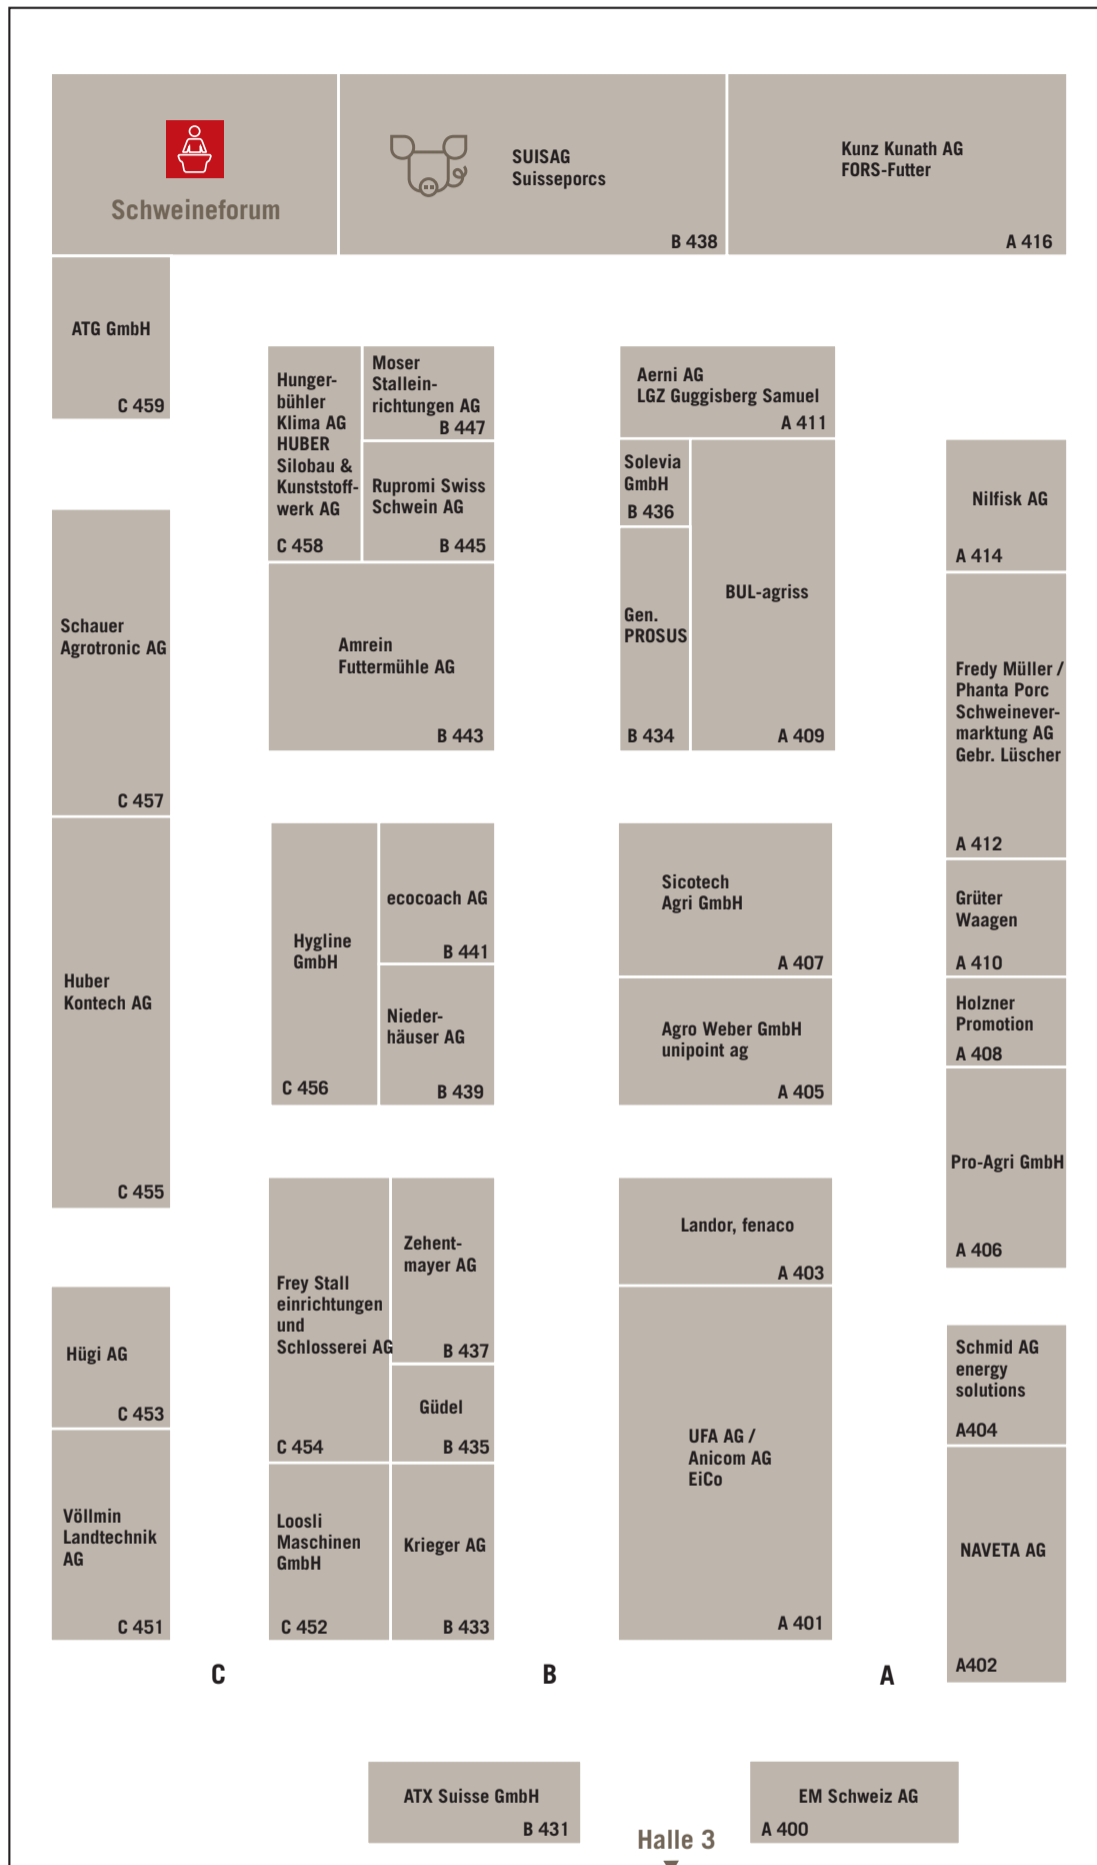 Schweineforum
SUISAG
Suisseporcs
B 438
Kunz Kunath AG
FORS-Futter
A 416
ATG GmbH
C 459
Hunger-
bühler
Klima AG
HUBER
Silobau &
Kunststoff-
werk AG
C 458
Moser
Stallein-
richtungen AG
B 447
Rupromi Swiss
Schwein AG
B 445
Aerni AG
LGZ Guggisberg Samuel
A 411
Solevia
GmbH
B 436
Gen.
PROSUS
B 434
BUL-agriss
A 409
Nilfisk AG
A 414
Schauer
Agrotronic AG
C 457
Amrein
Futtermühle AG
B 443
Fredy Müller /
Phanta Porc
Schweinever-
marktung AG
Gebr. Lüscher
A 412
Huber
Kontech AG
C 455
Hygline
GmbH
C 456
ecocoach AG
B 441
Nieder-
häuser AG
B 439
Sicotech
Agri GmbH
A 407
Agro Weber GmbH
unipoint ag
A 405
Grüter
Waagen
A 410
Holzner
Promotion
A 408
Pro-Agri GmbH
A 406
Hügi AG
C 453
Völlmin
Landtechnik
AG
C 451
Frey Stall
einrichtungen
und
Schlosserei AG
C 454
Zehent-
mayer AG
B 437
Güdel
B 435
Loosli
Maschinen
GmbH
C 452
Krieger AG
B 433
Landor, fenaco
A 403
UFA AG /
Anicom AG
EiCo
A 401
Schmid AG
energy
solutions
A404
NAVETA AG
A402
C
B
A
ATX Suisse GmbH
B 431
EM Schweiz AG
A 400
Halle 3